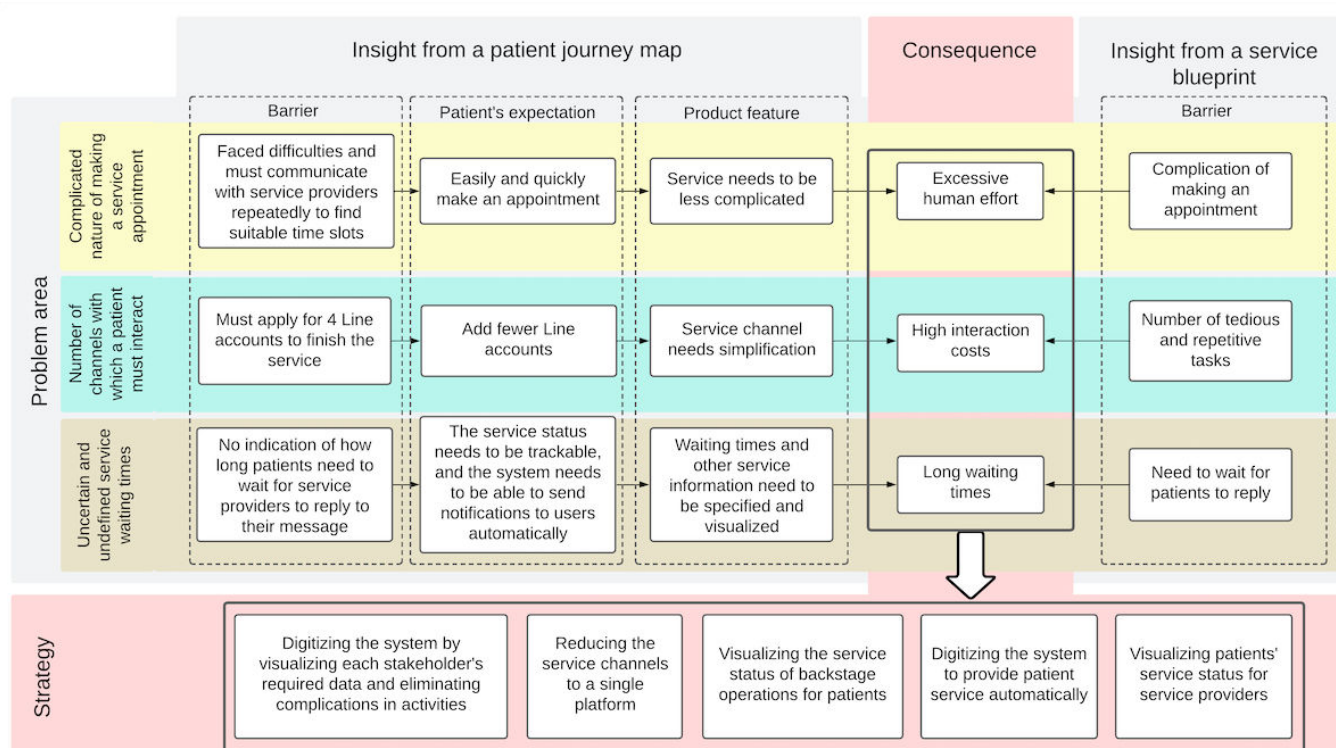 Insight from a patient journey map
Consequence
Insight from a service
blueprint
Problem area
Barrier
Patient's expectation
Product feature
Barrier
Complicated
nature of making
a service
appointment
Faced difficulties and
must communicate
with service providers
repeatedly to find
suitable time slots
Easily and quickly
make an appointment
Service needs to be
less complicated
Excessive
human effort
Complication of
making an
appointment
Number of
channels with
which a patient
must interact
Must apply for 4 Line
accounts to finish the
service
Add fewer Line
accounts
Service channel
needs simplification
High interaction
costs
Number of tedious
and repetitive
tasks
Uncertain and
undefined service
waiting times
No indication of how
long patients need to
wait for service
providers to reply to
their message
The service status
needs to be trackable,
and the system needs
to be able to send
notifications to users
automatically
Waiting times and
other service
information need to
be specified and
visualized
Long waiting
times
Need to wait for
patients to reply
Strategy
Digitizing the system by
visualizing each stakeholder's
required data and eliminating
complications in activities
Reducing the
service channels
to a single
platform
Visualizing the service
status of backstage
operations for patients
Digitizing the system
to provide patient
service automatically
Visualizing patients'
service status for
service providers